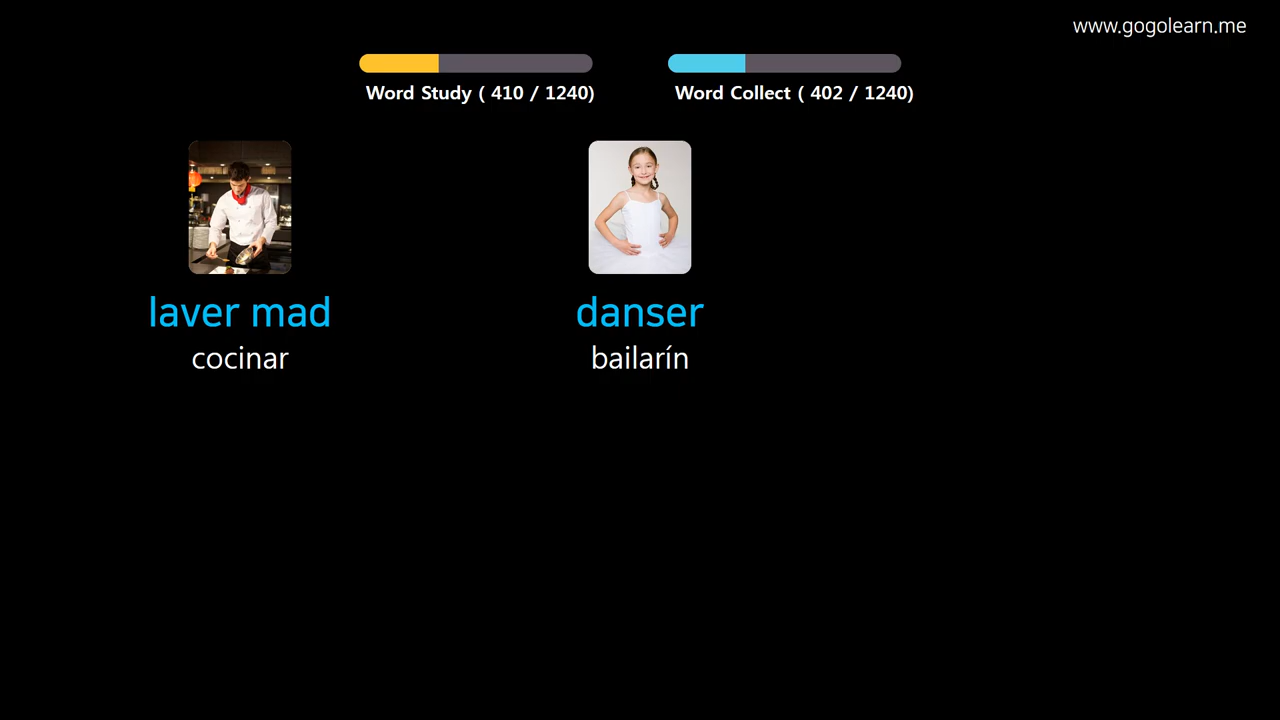 www.gogolearn.me
Word Study ( 410 / 1240)
Word Collect ( 402 / 1240)
laver mad
danser
cocinar
bailarín